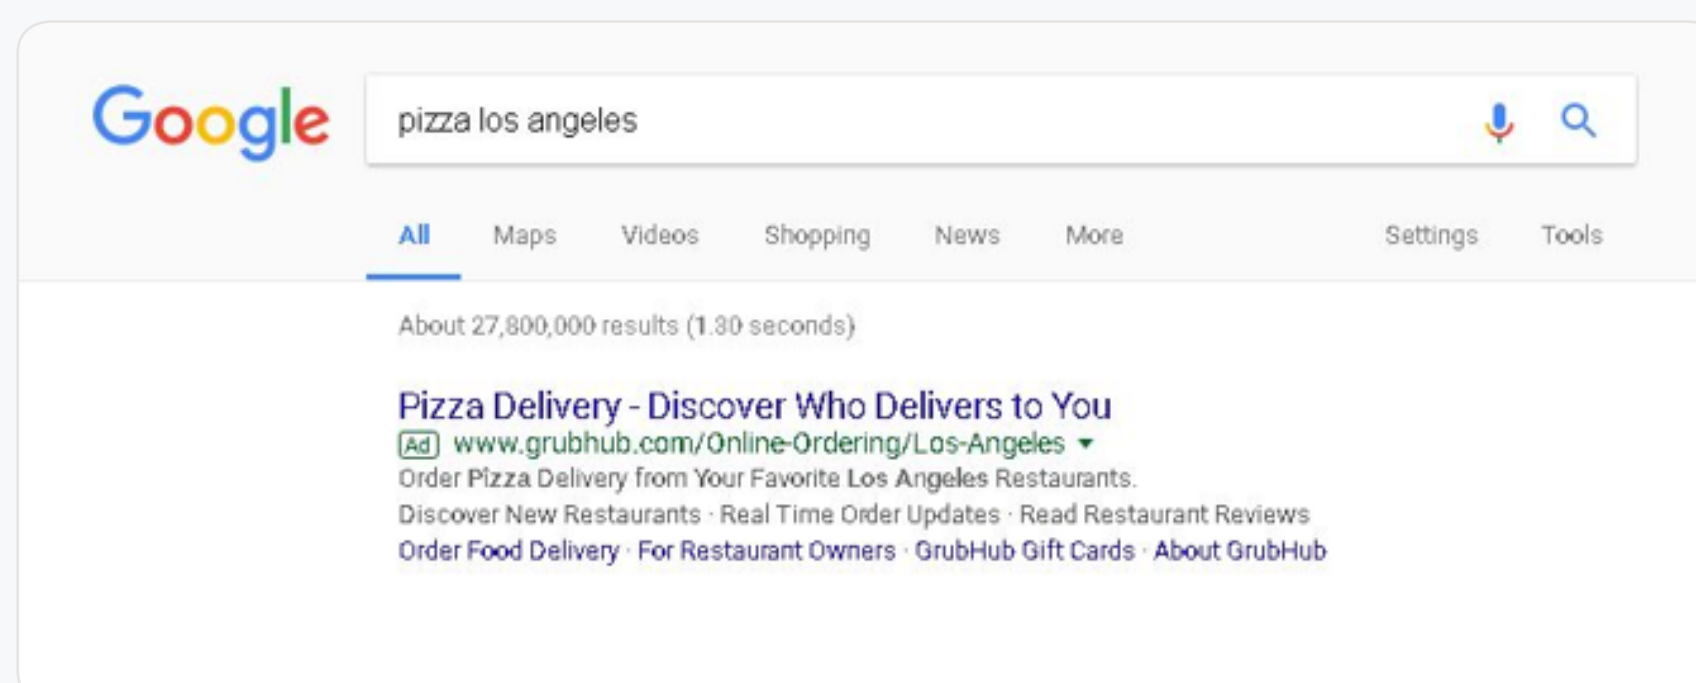 Google pizza los angeles
All Maps Videos Shopping News More Settings Tools
About 27,800,000 results (1.30 seconds)
Pizza Delivery - Discover Who Delivers to You
Ad www.grubhub.com/Online-Ordering/Los-Angeles
Order Pizza Delivery from Your Favorite Los Angeles Restaurants.
Discover New Restaurants · Real Time Order Updates · Read Restaurant Reviews
Order Food Delivery · For Restaurant Owners · GrubHub Gift Cards · About GrubHub